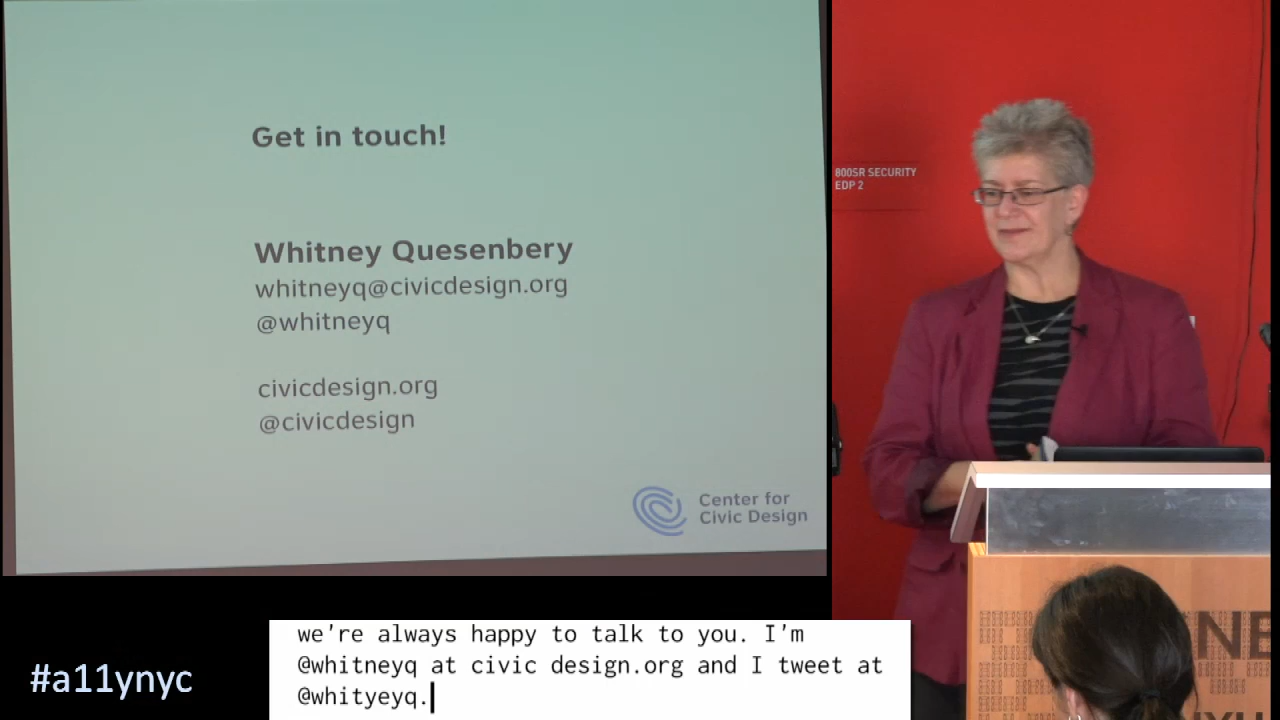 Get in touch!
Whitney Quesenbery
whitneyq@civicdesign.org
@whitneyq
civicdesign.org
@civicdesign
Center for
Civic Design
800SR SECURITY
EDP 2
#a11ynyc
we're always happy to talk to you. I'm
@whitneyq at civic design.org and I tweet at
@whityeyq.